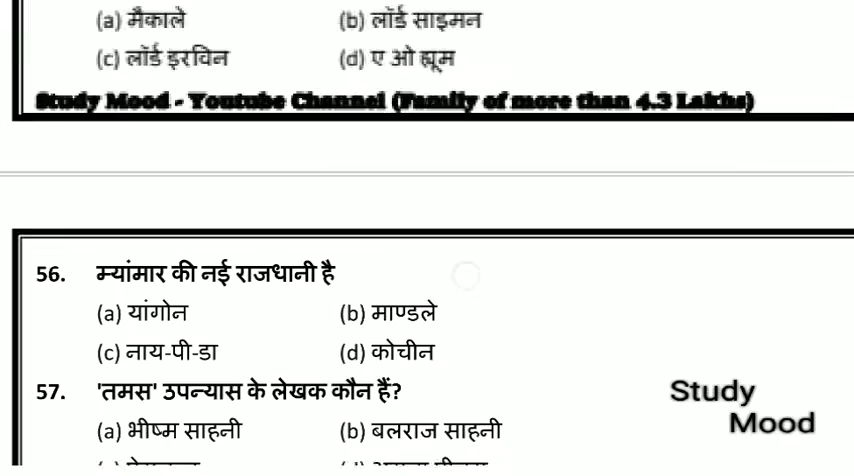 (a) मैकाले (b) लॉर्ड साइमन
(c) लॉर्ड इरविन (d) ए ओ ह्यूम
Study Mood - Youtube Channel (Family of more than 4.3 Lakhs)
56. म्यांमार की नई राजधानी है
(a) यांगोन (b) माण्डले
(c) नाय-पी-डा (d) कोचीन
57. 'तमस' उपन्यास के लेखक कौन हैं?
Study
Mood
(a) भीष्म साहनी (b) बलराज साहनी